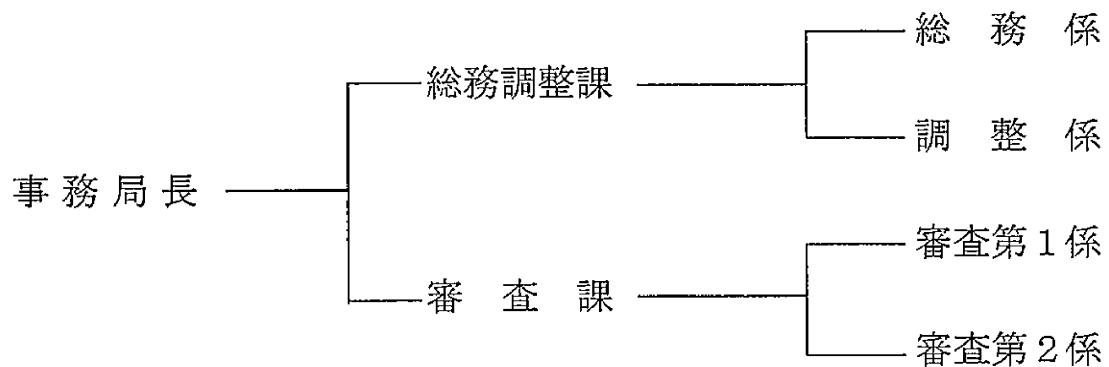 総務係
総務調整課
調整係
事務局長
審査第1係
審査課
審査第2係